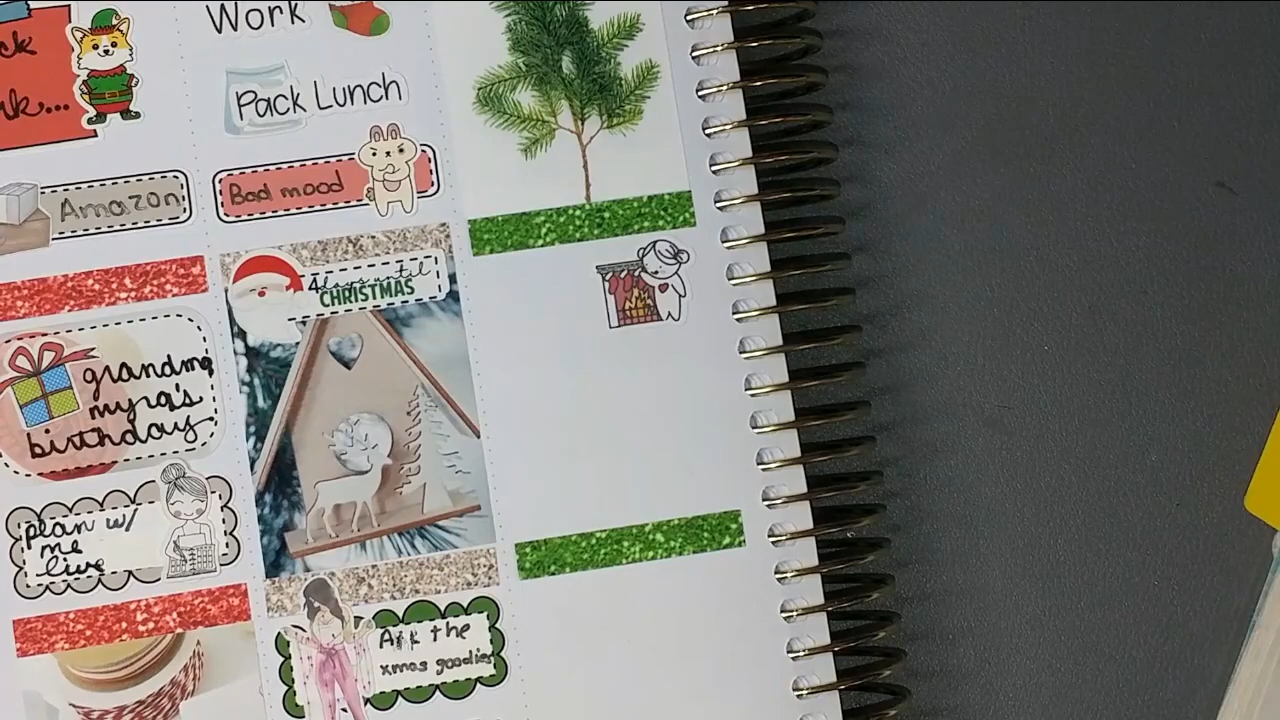 ck
Work
Pack Lunch
Amazon
Bad mood
4 days until
CHRISTMAS
grandma
myra's
birthday
plan w/
me
live
All the
xmas goodies